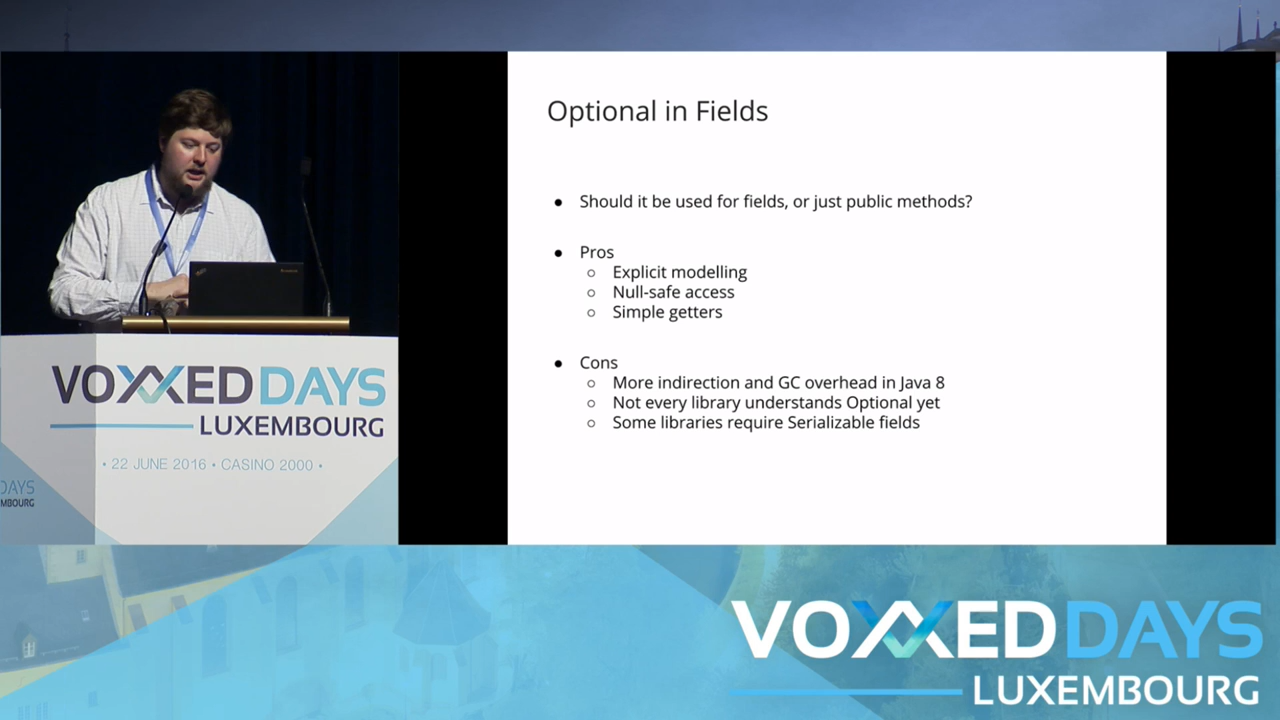 Optional in Fields
● Should it be used for fields, or just public methods?
● Pros
○ Explicit modelling
○ Null-safe access
○ Simple getters
● Cons
○ More indirection and GC overhead in Java 8
○ Not every library understands Optional yet
○ Some libraries require Serializable fields
VOXXED DAYS
LUXEMBOURG
• 22 JUNE 2016 • CASINO 2000 •
DAYS
MBOURG
VOXXED DAYS
LUXEMBOURG